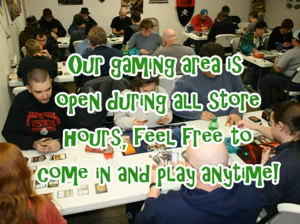 Our gaming area is
open during all store
hours, feel free to
come in and play anytime!